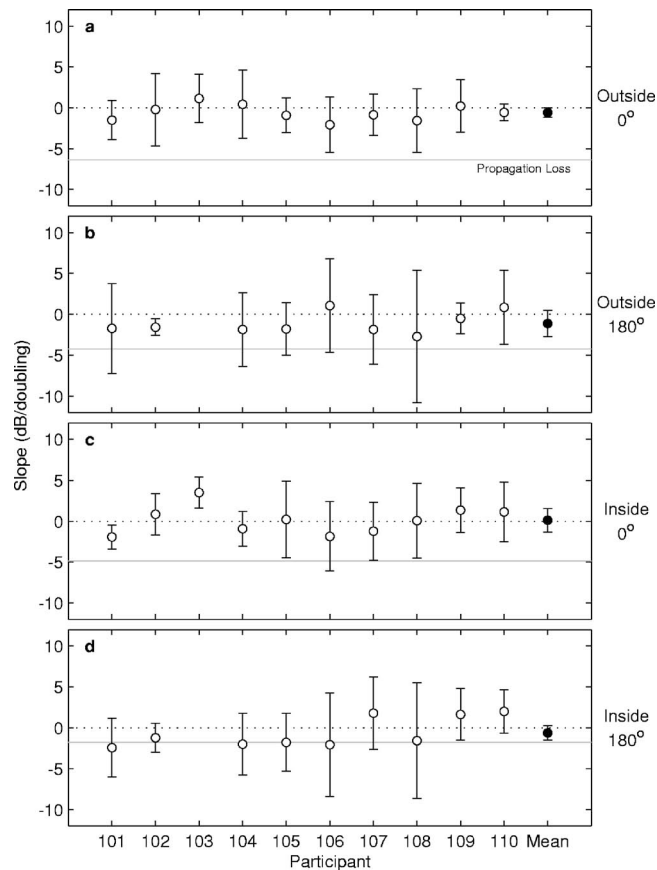 10
5
0
-5
-10
a
Propagation Loss
Outside
0°
10
5
0
-5
-10
b
Outside
180°
Slope (dB/doubling)
10
5
0
-5
-10
c
Inside
0°
10
5
0
-5
-10
d
Inside
180°
101 102 103 104 105 106 107 108 109 110 Mean
Participant